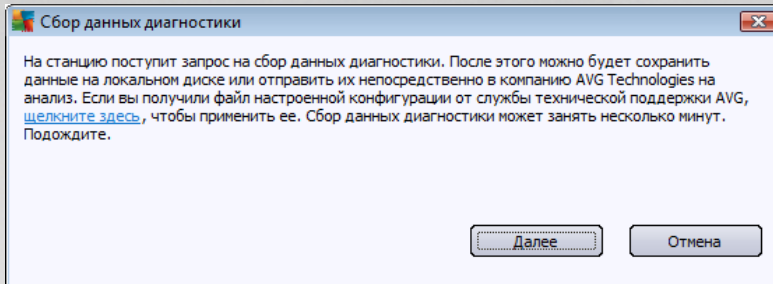 Сбор данных диагностики
На станцию поступит запрос на сбор данных диагностики. После этого можно будет сохранить
данные на локальном диске или отправить их непосредственно в компанию AVG Technologies на
анализ. Если вы получили файл настроенной конфигурации от службы технической поддержки AVG,
щелкните здесь, чтобы применить ее. Сбор данных диагностики может занять несколько минут.
Подождите.
Далее
Отмена